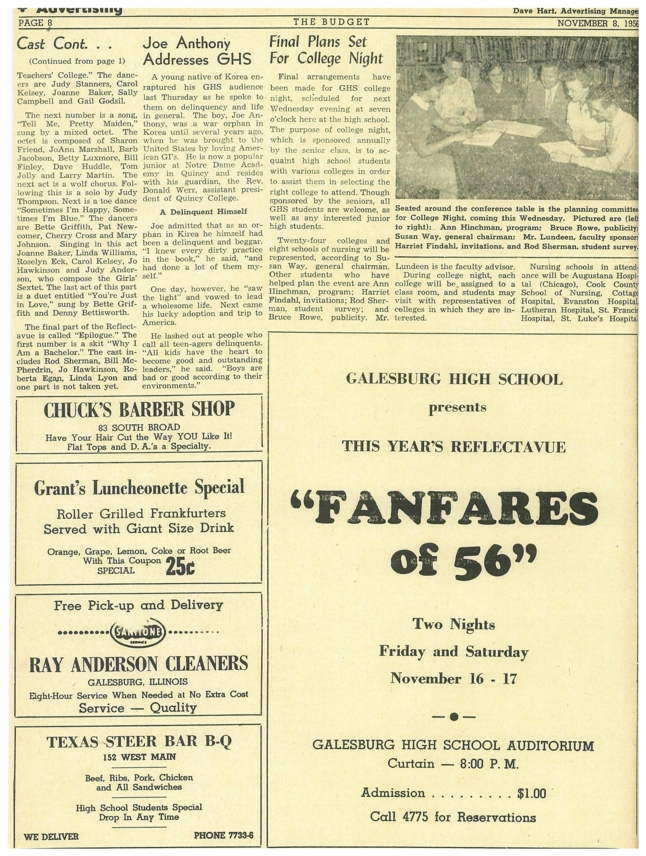 Advertising
Dave Hart, Advertising Manage
PAGE 8
THE BUDGET
NOVEMBER 8, 1956
Cast Cont. . .
(Continued from page 1)
Teachers' College." The danc-
ers are Judy Stanners, Carol
Kelsey, Joanne Baker, Sally
Campbell and Gail Godsil.
The next number is a song,
"Tell Me, Pretty Maiden,"
sung by a mixed octet. The
octet is composed of Sharon
Friend, JoAnn Marshall, Barb
Jacobson, Betty Luxmore, Bill
Finley, Dave Huddle, Tom
Jolly and Larry Martin. The
next act is a wolf chorus. Fol-
lowing this is a solo by Judy
Thompson. Next is a toe dance
"Sometimes I'm Happy, Some-
times I'm Blue." The dancers
are Bette Griffith, Pat New-
comer, Cherry Cross and Mary
Johnson. Singing in this act
Joanne Baker, Linda Williams,
Roselyn Eck, Carol Kelsey, Jo
Hawkinson and Judy Ander-
son, who compose the Girls'
Sextet. The last act of this part
is a duet entitled "You're Just
in Love," sung by Bette Grif-
fith and Denny Bettisworth.
The final part of the Reflect-
avue is called "Epilogue." The
first number is a skit "Why I
Am a Bachelor." The cast in-
cludes Rod Sherman, Bill Mc-
Pherdrin, Jo Hawkinson, Ro-
berta Egan, Linda Lyon and
one part is not taken yet.
Joe Anthony
Addresses GHS
A young native of Korea en-
raptured his GHS audience
last Thursday as he spoke to
them on delinquency and life
in general. The boy, Joe An-
thony, was a war orphan in
Korea until several years ago,
when he was brought to the
United States by loving Amer-
ican GI's. He is now a popular
junior at Notre Dame Acad-
emy in Quincy and resides
with his guardian, the Rev.
Donald Werr, assistant presi-
dent of Quincy College.
A Delinquent Himself
Joe admitted that as an or-
phan in Korea he himself had
been a delinquent and beggar.
"I knew every dirty practice
in the book," he said, "and
had done a lot of them my-
self."
One day, however, he "saw
the light" and vowed to lead
a wholesome life. Next came
his lucky adoption and trip to
America.
He lashed out at people who
call all teen-agers delinquents.
"All kids have the heart to
become good and outstanding
leaders," he said. "Boys are
bad or good according to their
environments."
Final Plans Set
For College Night
Final arrangements have
been made for GHS college
night, scheduled for next
Wednesday evening at seven
o'clock here at the high school.
The purpose of college night,
which is sponsored annually
by the senior class, is to ac-
quaint high school students
with various colleges in order
to assist them in selecting the
right college to attend. Though
sponsored by the seniors, all
GHS students are welcome, as
well as any interested junior
high students.
Twenty-four colleges and
eight schools of nursing will be
represented, according to Su-
san Way, general chairman.
Other students who have
helped plan the event are Ann
Hinchman, program; Harriet
Findahl, invitations; Rod Sher-
man, student survey; and
Bruce Rowe, publicity. Mr.
Seated around the conference table is the planning committee
for College Night, coming this Wednesday. Pictured are (left
to right): Ann Hinchman, program; Bruce Rowe, publicity;
Susan Way, general chairman; Mr. Lundeen, faculty sponsor;
Harriet Findahl, invitations, and Rod Sherman, student survey.
Lundeen is the faculty advisor.
During college night, each
college will be assigned to a
class room, and students may
visit with representatives of
colleges in which they are in-
terested.
Nursing schools in attend-
ance will be Augustana Hospi-
tal (Chicago), Cook County
School of Nursing, Cottage
Hospital, Evanston Hospital,
Lutheran Hospital, St. Francis
Hospital, St. Luke's Hospital
CHUCK'S BARBER SHOP
83 SOUTH BROAD
Have Your Hair Cut the Way YOU Like It!
Flat Tops and D. A.'s a Specialty.
Grant's Luncheonette Special
Roller Grilled Frankfurters
Served with Giant Size Drink
Orange, Grape, Lemon, Coke or Root Beer
With This Coupon
SPECIAL 25¢
Free Pick-up and Delivery
SANITONE
SERVICE
RAY ANDERSON CLEANERS
GALESBURG, ILLINOIS
Eight-Hour Service When Needed at No Extra Cost
Service — Quality
TEXAS STEER BAR B-Q
152 WEST MAIN
Beef, Ribs, Pork, Chicken
and All Sandwiches
High School Students Special
Drop In Any Time
WE DELIVER
PHONE 7733-6
GALESBURG HIGH SCHOOL
presents
THIS YEAR'S REFLECTAVUE
"FANFARES
of 56"
Two Nights
Friday and Saturday
November 16 - 17
GALESBURG HIGH SCHOOL AUDITORIUM
Curtain — 8:00 P. M.
Admission . . . . . . . . . $1.00
Call 4775 for Reservations